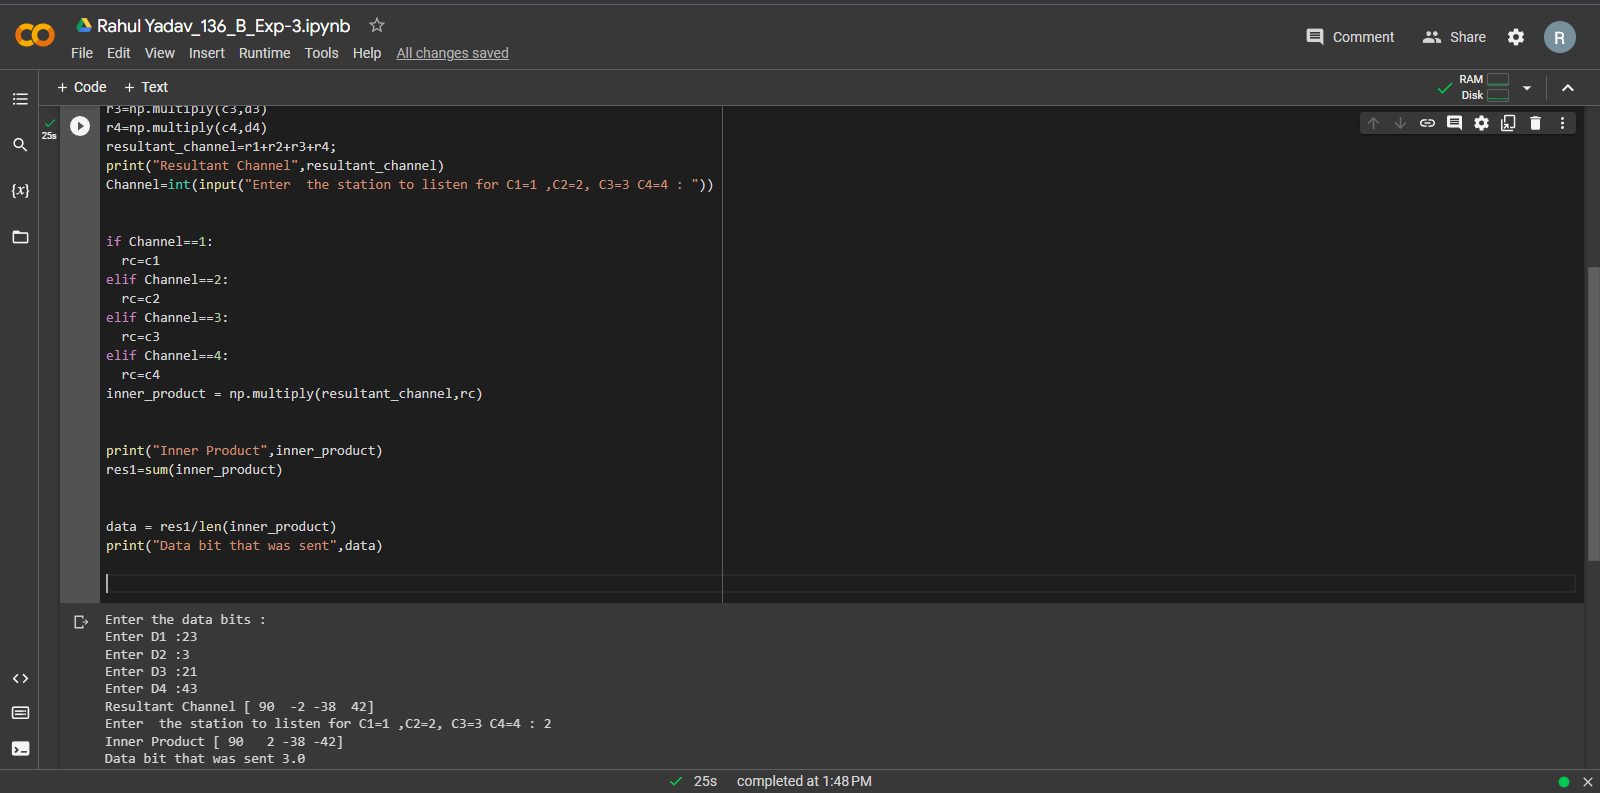 Rahul Yadav_136_B_Exp-3.ipynb
File Edit View Insert Runtime Tools Help All changes saved
Comment Share R
+ Code + Text
RAM
Disk
25s
r3=np.multiply(c3,d3)
r4=np.multiply(c4,d4)
resultant_channel=r1+r2+r3+r4;
print("Resultant Channel",resultant_channel)
Channel=int(input("Enter  the station to listen for C1=1 ,C2=2, C3=3 C4=4 : "))
if Channel==1:
  rc=c1
elif Channel==2:
  rc=c2
elif Channel==3:
  rc=c3
elif Channel==4:
  rc=c4
inner_product = np.multiply(resultant_channel,rc)
print("Inner Product",inner_product)
res1=sum(inner_product)
data = res1/len(inner_product)
print("Data bit that was sent",data)
Enter the data bits :
Enter D1 :23
Enter D2 :3
Enter D3 :21
Enter D4 :43
Resultant Channel [ 90  -2 -38  42]
Enter  the station to listen for C1=1 ,C2=2, C3=3 C4=4 : 2
Inner Product [ 90   2 -38 -42]
Data bit that was sent 3.0
25s completed at 1:48 PM